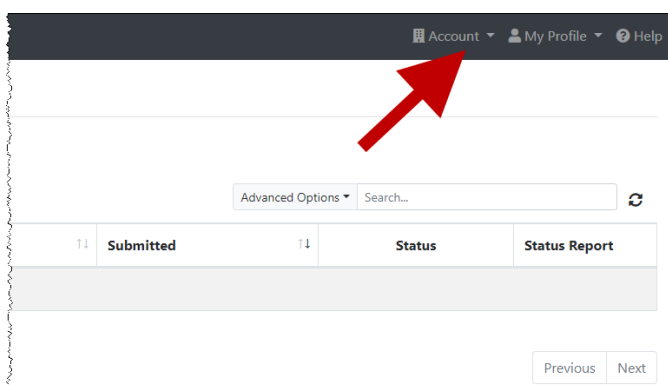 Account My Profile Help
Advanced Options Search...
Submitted Status Status Report
Previous Next